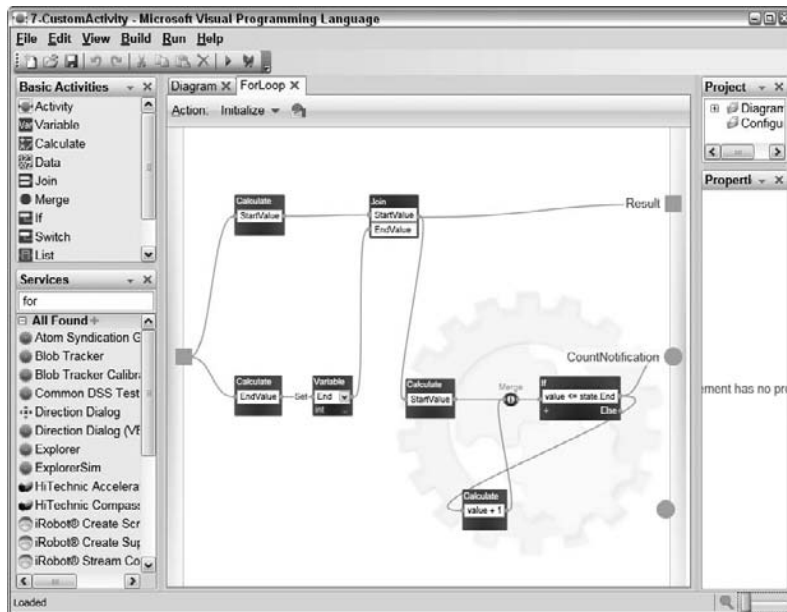 7-CustomActivity - Microsoft Visual Programming Language
File Edit View Build Run Help
Basic Activities
Activity
Variable
Calculate
Data
Join
Merge
If
Switch
List
Services
for
All Found
Atom Syndication G
Blob Tracker
Blob Tracker Calibra
Common DSS Test
Direction Dialog
Direction Dialog (VE
Explorer
ExplorerSim
HiTechnic Accelera
HiTechnic Compass
iRobot® Create Scr
iRobot® Create Sup
iRobot® Stream Co
Diagram ForLoop
Action: Initialize
Calculate
StartValue
Join
StartValue
EndValue
Result
Calculate
EndValue
Set
Variable
End
int ..
Calculate
StartValue
Merge
If
value <= state.End
+ Else
CountNotification
Calculate
value + 1
Project
Diagram
Configu
Properti
ement has no pro
Loaded